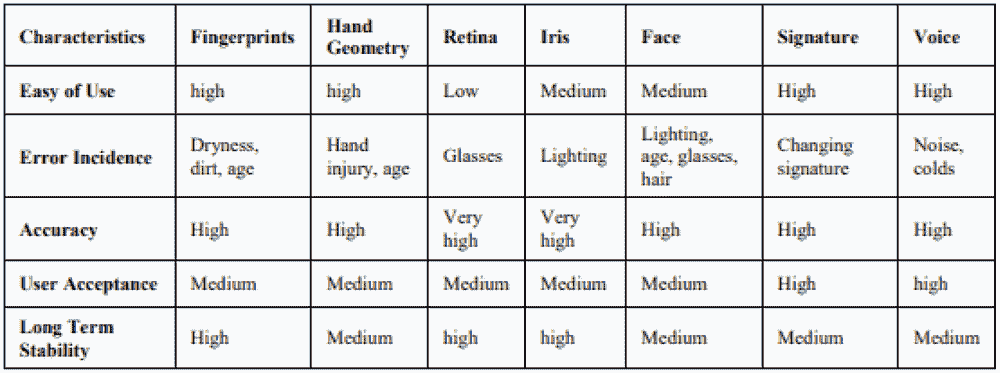 Characteristics Fingerprints Hand Geometry Retina Iris Face Signature Voice
Easy of Use high high Low Medium Medium High High
Error Incidence Dryness, dirt, age Hand injury, age Glasses Lighting Lighting, age, glasses, hair Changing signature Noise, colds
Accuracy High High Very high Very high High High High
User Acceptance Medium Medium Medium Medium Medium High high
Long Term Stability High Medium high high Medium Medium Medium